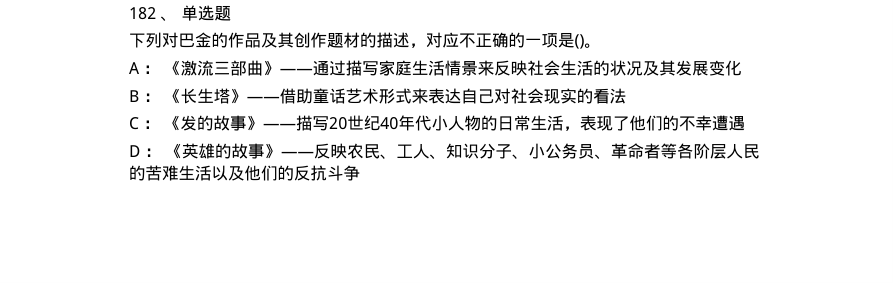 182 、 单选题
下列对巴金的作品及其创作题材的描述，对应不正确的一项是()。
A ： 《激流三部曲》——通过描写家庭生活情景来反映社会生活的状况及其发展变化
B ： 《长生塔》——借助童话艺术形式来表达自己对社会现实的看法
C ： 《发的故事》——描写20世纪40年代小人物的日常生活，表现了他们的不幸遭遇
D ： 《英雄的故事》——反映农民、工人、知识分子、小公务员、革命者等各阶层人民
的苦难生活以及他们的反抗斗争